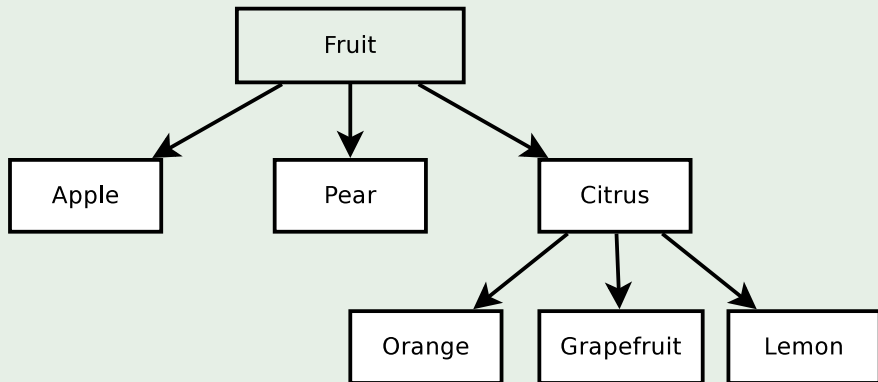 Fruit
Apple
Pear
Citrus
Orange
Grapefruit
Lemon